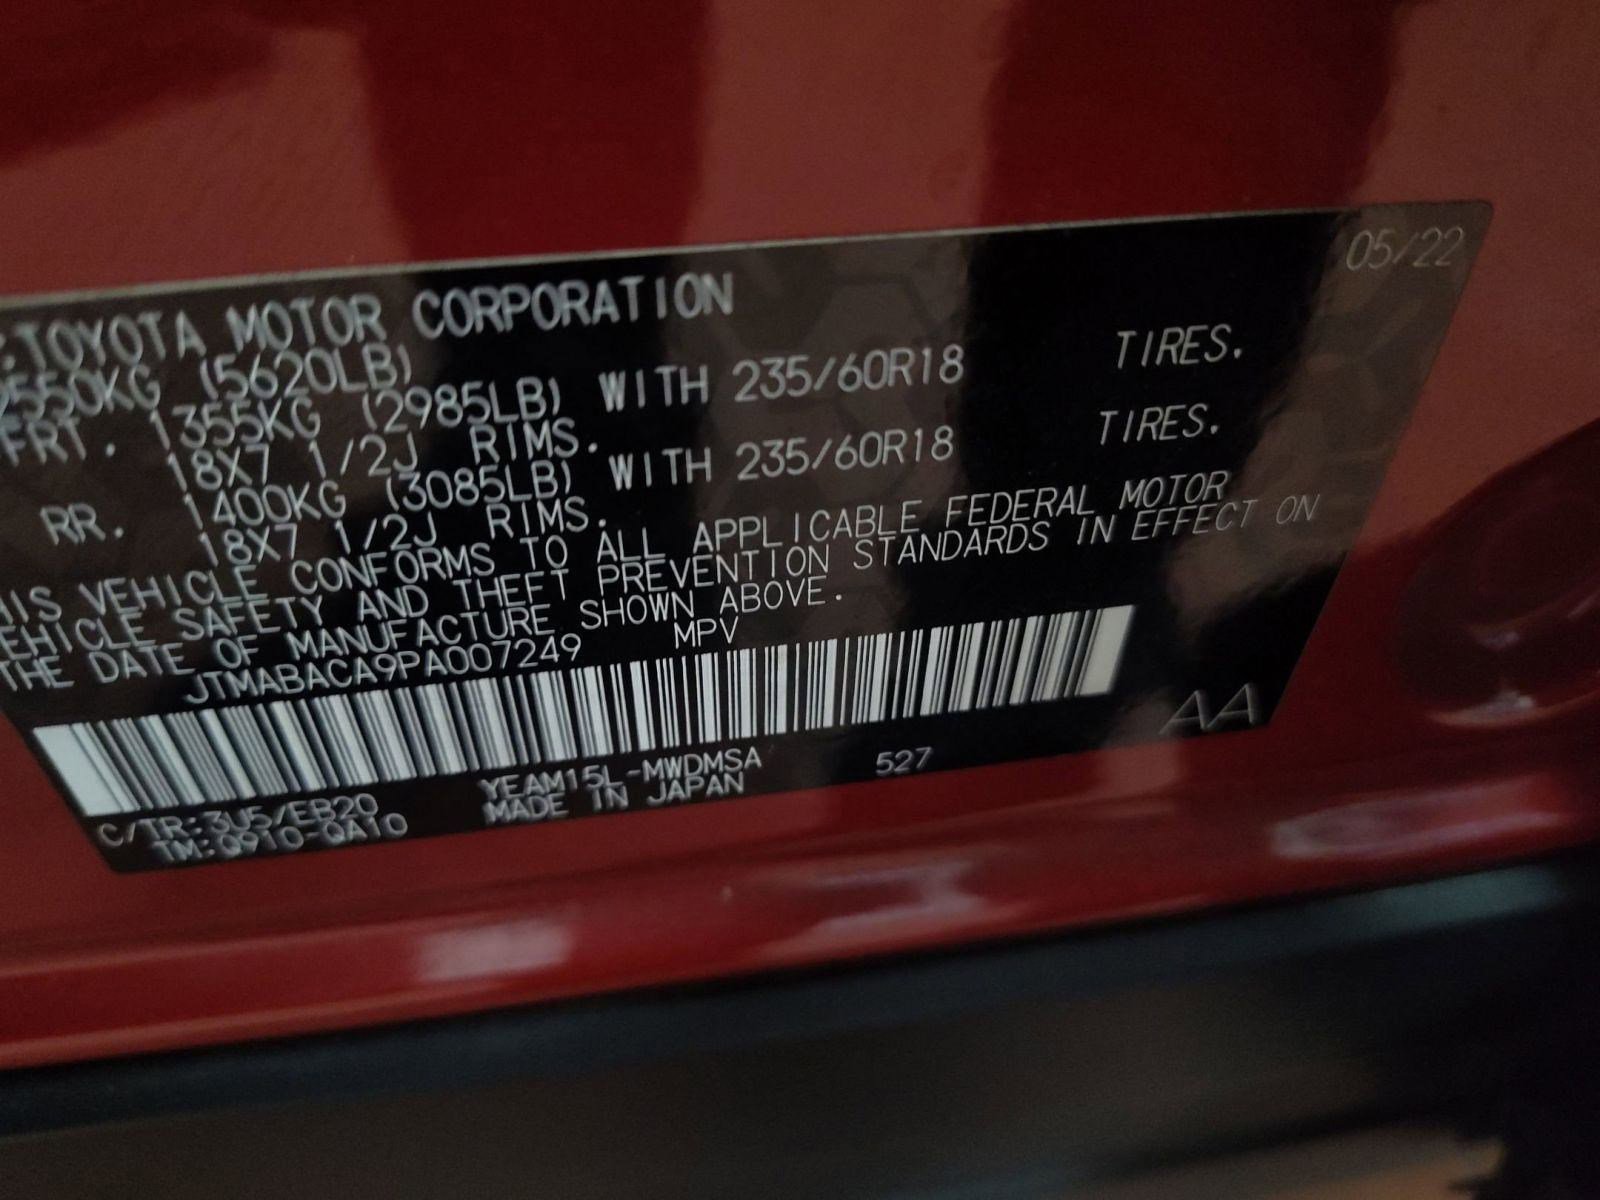 05/22
:TOYOTA MOTOR CORPORATION
2550KG (5620LB)
FRT. 1355KG (2985LB) WITH 235/60R18 TIRES.
18X7 1/2J RIMS.
RR. 1400KG (3085LB) WITH 235/60R18 TIRES.
18X7 1/2J RIMS.
HIS VEHICLE CONFORMS TO ALL APPLICABLE FEDERAL MOTOR
EHICLE SAFETY AND THEFT PREVENTION STANDARDS IN EFFECT ON
THE DATE OF MANUFACTURE SHOWN ABOVE.
JTMABACA9PA007249 MPV
AA
C/TR:3U5/EB20 YEAM15L-MWDMSA 527
TM:Q910-QA10 MADE IN JAPAN